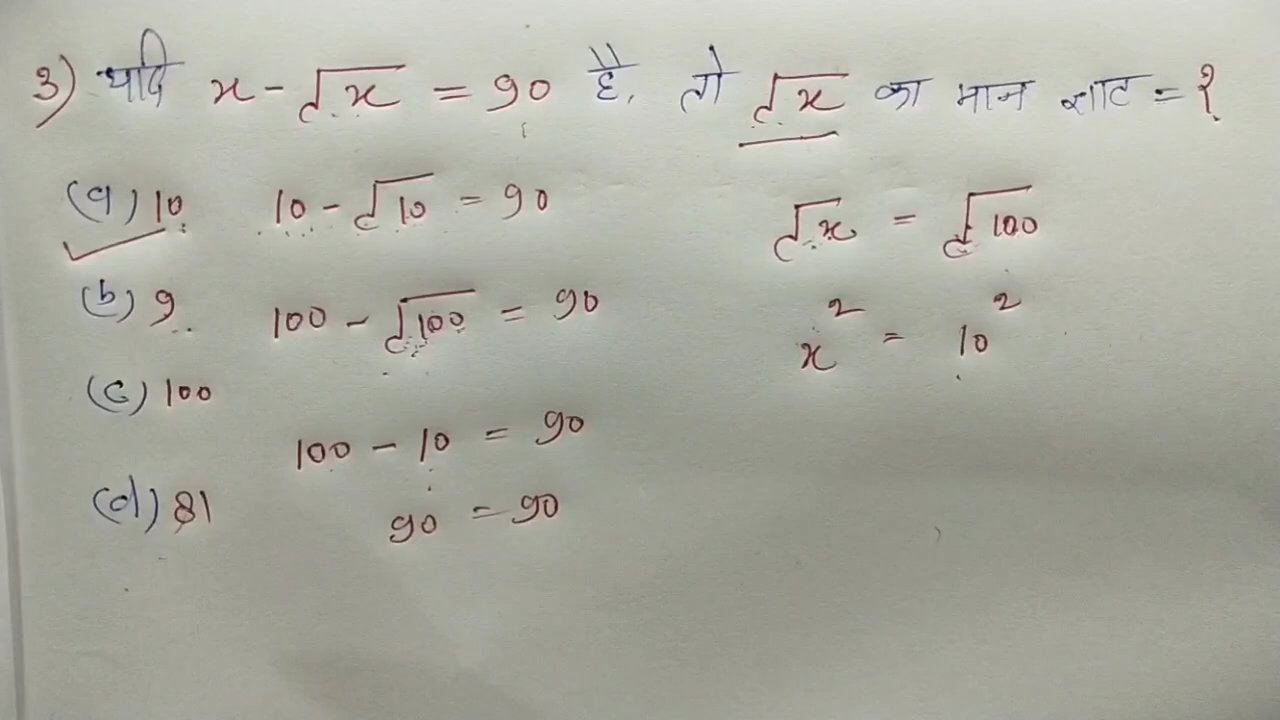 3) यदि x - √x = 90 है, तो √x का मान ज्ञाट = ?
(a) 10 10 - √10 = 90
√x = √100
(b) 9 100 - √100 = 90
x² = 10²
(c) 100
100 - 10 = 90
(d) 81
90 = 90